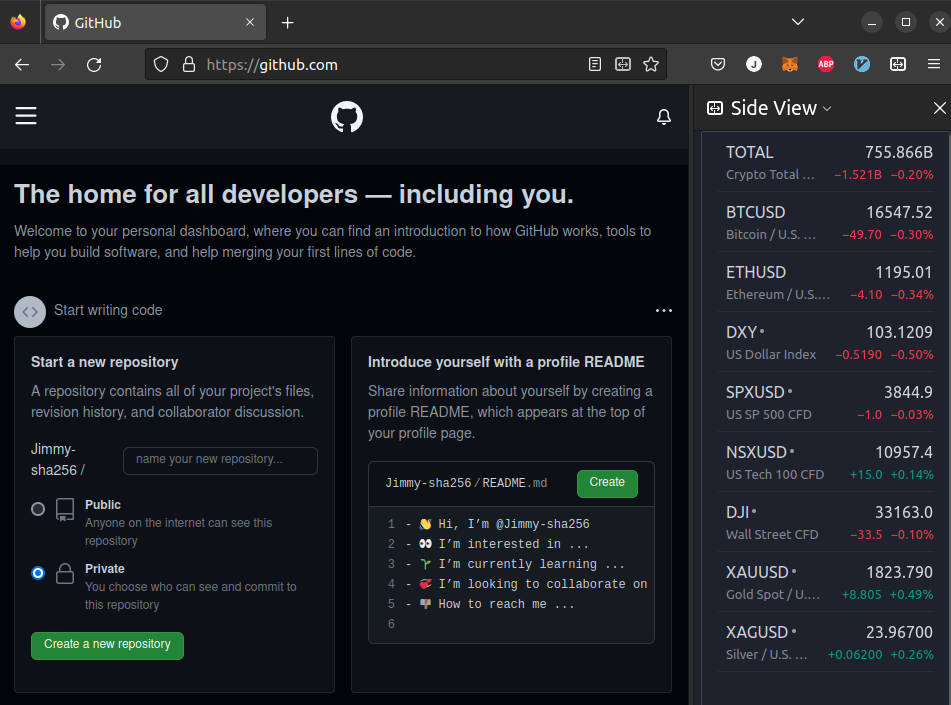 GitHub
https://github.com
J
ABP
Side View
The home for all developers — including you.
Welcome to your personal dashboard, where you can find an introduction to how GitHub works, tools to
help you build software, and help merging your first lines of code.
Start writing code
Start a new repository
A repository contains all of your project's files,
revision history, and collaborator discussion.
Jimmy-
sha256 /
name your new repository...
Public
Anyone on the internet can see this
repository
Private
You choose who can see and commit to
this repository
Create a new repository
Introduce yourself with a profile README
Share information about yourself by creating a
profile README, which appears at the top of
your profile page.
Jimmy-sha256/README.md
Create
1 - 👋 Hi, I’m @Jimmy-sha256
2 - 👀 I’m interested in ...
3 - 🌱 I’m currently learning ...
4 - 💞️ I’m looking to collaborate on
5 - 📫 How to reach me ...
6
TOTAL 755.866B
Crypto Total ... −1.521B −0.20%
BTCUSD 16547.52
Bitcoin / U.S. ... −49.70 −0.30%
ETHUSD 1195.01
Ethereum / U.S.... −4.10 −0.34%
DXY 103.1209
US Dollar Index −0.5190 −0.50%
SPXUSD 3844.9
US SP 500 CFD −1.0 −0.03%
NSXUSD 10957.4
US Tech 100 CFD +15.0 +0.14%
DJI 33163.0
Wall Street CFD −33.5 −0.10%
XAUUSD 1823.790
Gold Spot / U.... +8.805 +0.49%
XAGUSD 23.96700
Silver / U.S. ... +0.06200 +0.26%